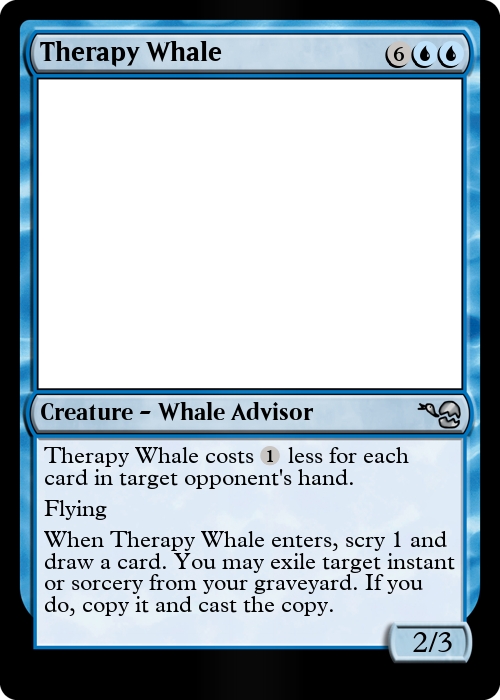 Therapy Whale 6
Creature – Whale Advisor
Therapy Whale costs 1 less for each
card in target opponent's hand.
Flying
When Therapy Whale enters, scry 1 and
draw a card. You may exile target instant
or sorcery from your graveyard. If you
do, copy it and cast the copy.
2/3